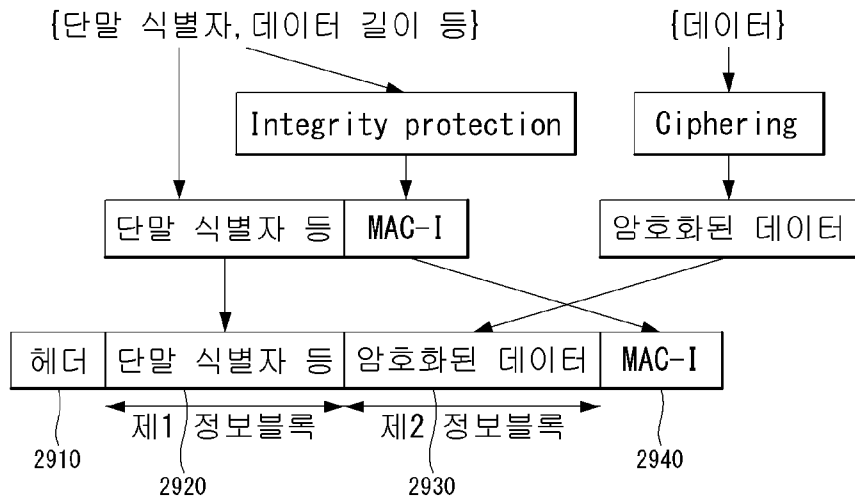 {단말 식별자, 데이터 길이 등} {데이터}
Integrity protection Ciphering
단말 식별자 등 MAC-I 암호화된 데이터
헤더 단말 식별자 등 암호화된 데이터 MAC-I
제1 정보블록 제2 정보블록
2910 2920 2930 2940